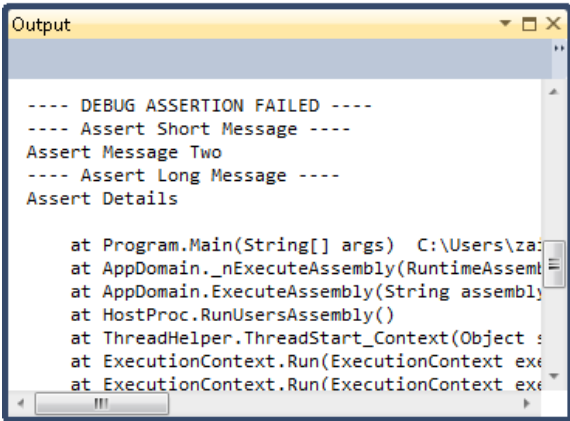 Output
---- DEBUG ASSERTION FAILED ----
---- Assert Short Message ----
Assert Message Two
---- Assert Long Message ----
Assert Details
at Program.Main(String[] args) C:\Users\zai
at AppDomain._nExecuteAssembly(RuntimeAssemb
at AppDomain.ExecuteAssembly(String assembly
at HostProc.RunUsersAssembly()
at ThreadHelper.ThreadStart_Context(Object s
at ExecutionContext.Run(ExecutionContext exe
at ExecutionContext.Run(ExecutionContext exe